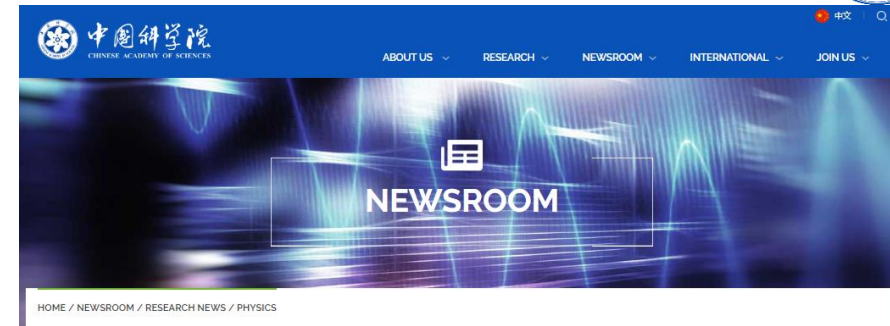 中文
中国科学院
CHINESE ACADEMY OF SCIENCES
ABOUT US RESEARCH NEWSROOM INTERNATIONAL JOIN US
NEWSROOM
HOME / NEWSROOM / RESEARCH NEWS / PHYSICS